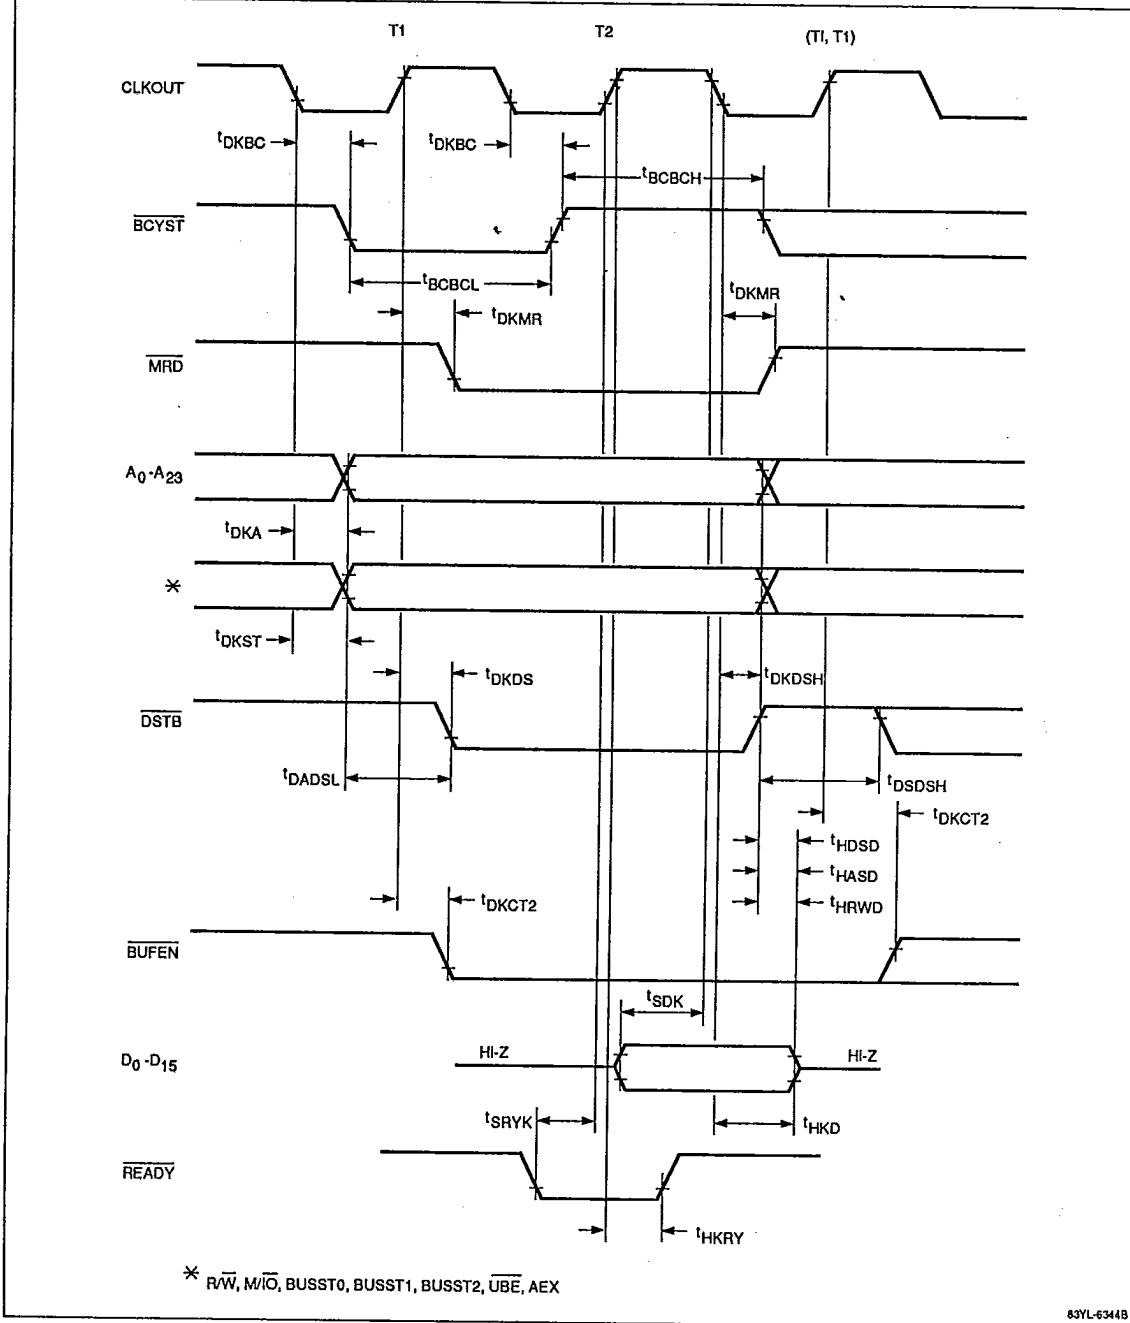 T1 T2 (TI, T1)
CLKOUT
tDKBC tDKBC
tBCBCH
BCYST
tBCBCL
tDKMR tDKMR
MRD
A0-A23
tDKA
*
tDKST
tDKDS tDKDSH
DSTB
tDADSL tDSDSH
tDKCT2
tHDSD
tHASD
tDKCT2 tHRWD
BUFEN
tSDK
D0-D15 HI-Z HI-Z
tSRYK tHKD
READY
tHKRY
* R/W, M/IO, BUSST0, BUSST1, BUSST2, UBE, AEX
83YL-6344B